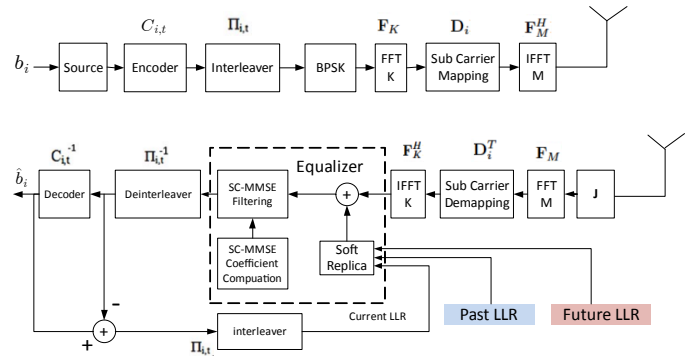 C_{i,t} Π_{i,t} F_K D_i F_M^H
b_i Source Encoder Interleaver BPSK FFT K Sub Carrier Mapping IFFT M
C_{i,t}^{-1} Π_{i,t}^{-1} Equalizer F_K^H D_i^T F_M
b̂_i Decoder Deinterleaver SC-MMSE Filtering + IFFT K Sub Carrier Demapping FFT M J
SC-MMSE Coefficient Compuation Soft Replica
- Past LLR Future LLR
+ + interleaver Current LLR
Π_{i,t}